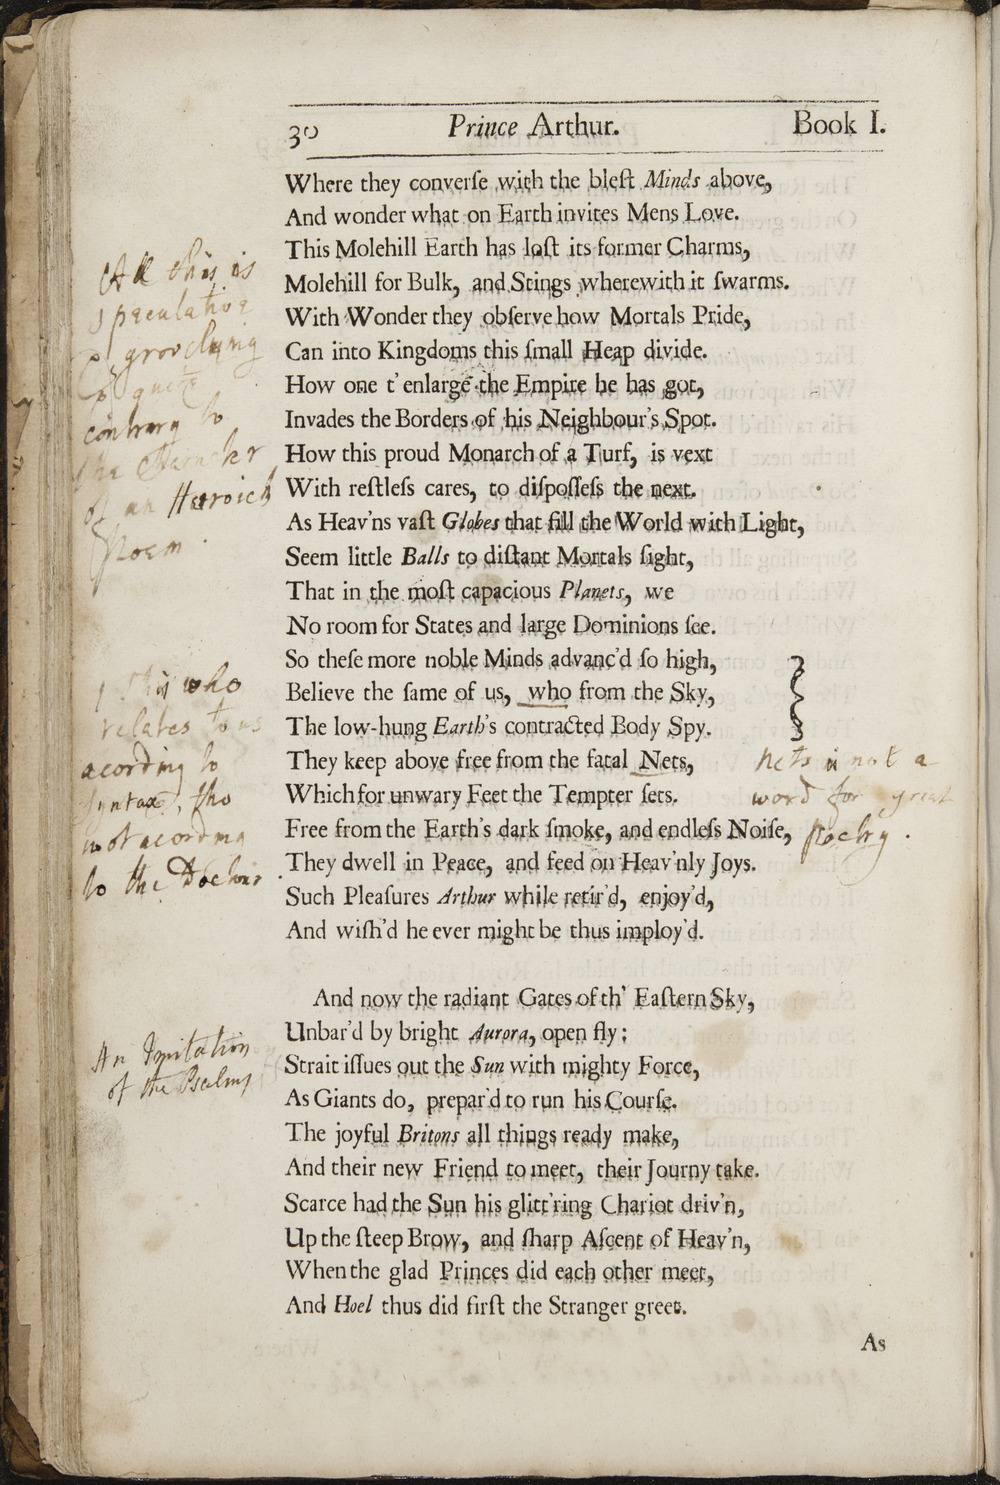 30 Prince Arthur. Book I.
Where they converſe with the bleſt Minds above,
And wonder what on Earth invites Mens Love.
This Molehill Earth has loſt its former Charms,
Molehill for Bulk, and Stings wherewith it ſwarms.
With Wonder they obſerve how Mortals Pride,
Can into Kingdoms this ſmall Heap divide.
How one t' enlarge the Empire he has got,
Invades the Borders of his Neighbour's Spot.
How this proud Monarch of a Turf, is vext
With reſtleſs cares, to diſpoſſeſs the next.
As Heav'ns vaſt Globes that fill the World with Light,
Seem little Balls to diſtant Mortals ſight,
That in the moſt capacious Planets, we
No room for States and large Dominions ſee.
So theſe more noble Minds advanc'd ſo high,
Believe the ſame of us, who from the Sky,
The low-hung Earth's contracted Body Spy.
They keep above free from the fatal Nets,
Which for unwary Feet the Tempter ſets.
Free from the Earth's dark ſmoke, and endleſs Noiſe,
They dwell in Peace, and feed on Heav'nly Joys.
Such Pleaſures Arthur while retir'd, enjoy'd,
And wiſh'd he ever might be thus imploy'd.
And now the radiant Gates of th' Eaſtern Sky,
Unbar'd by bright Aurora, open fly:
Strait iſſues out the Sun with mighty Force,
As Giants do, prepar'd to run his Courſe.
The joyful Britons all things ready make,
And their new Friend to meet, their Journy take.
Scarce had the Sun his glitt'ring Chariot driv'n,
Up the ſteep Brow, and ſharp Aſcent of Heav'n,
When the glad Princes did each other meet,
And Hoel thus did firſt the Stranger greet.
As
All this is
speculative
& grovelling
& quite
contrary to
the Charackter
of an Heroick
Poem.
This who
relates to us
acording to
Syntax, tho
not acording
to the Doctour
nets is not a
word for great
poetry.
An Imitation
of the Psalms